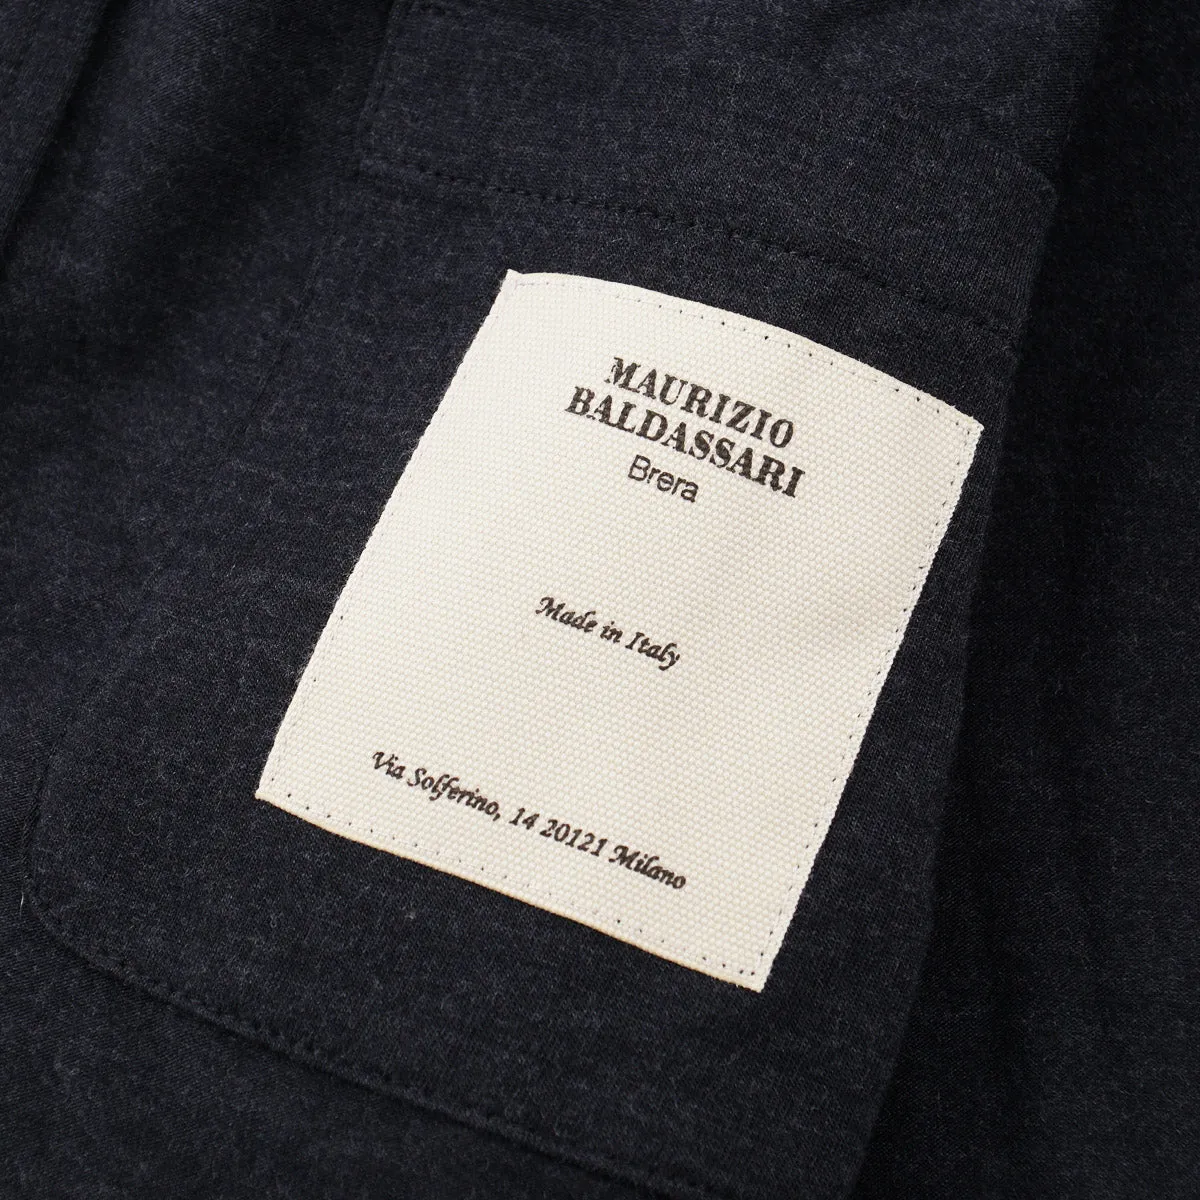 MAURIZIO
BALDASSARI
Brera
Made in Italy
Via Solferino, 14 20121 Milano